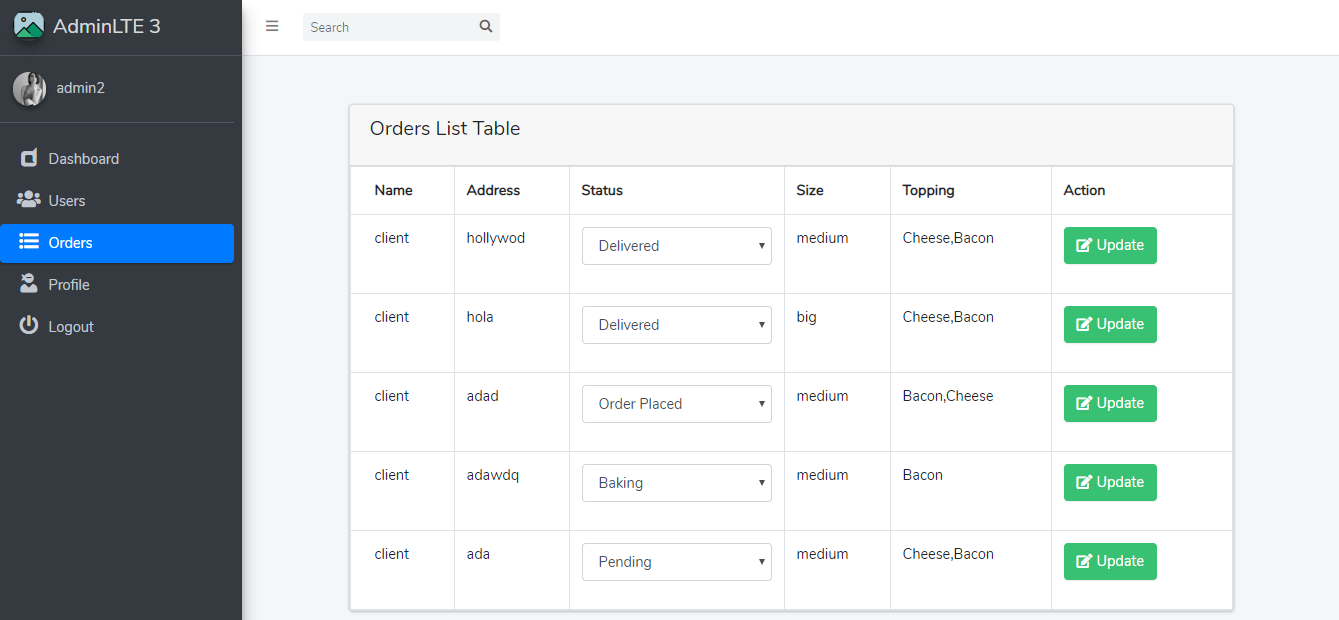 AdminLTE 3
Search
admin2
Dashboard
Users
Orders
Profile
Logout
Orders List Table
Name Address Status Size Topping Action
client hollywod Delivered medium Cheese,Bacon Update
client hola Delivered big Cheese,Bacon Update
client adad Order Placed medium Bacon,Cheese Update
client adawdq Baking medium Bacon Update
client ada Pending medium Cheese,Bacon Update